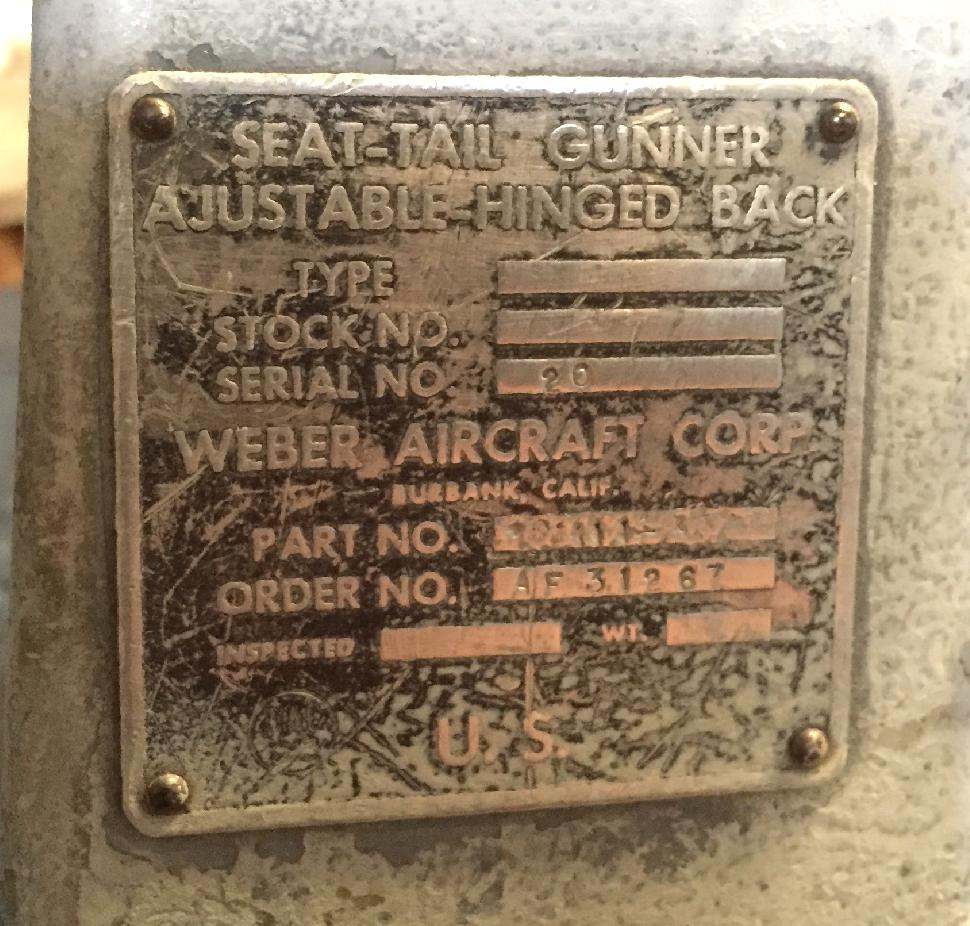 SEAT-TAIL GUNNER
AJUSTABLE-HINGED BACK
TYPE
STOCK NO.
SERIAL NO 20
WEBER AIRCRAFT CORP
BURBANK, CALIF.
PART NO.
ORDER NO. AF 31267
INSPECTED WT.
U.S.